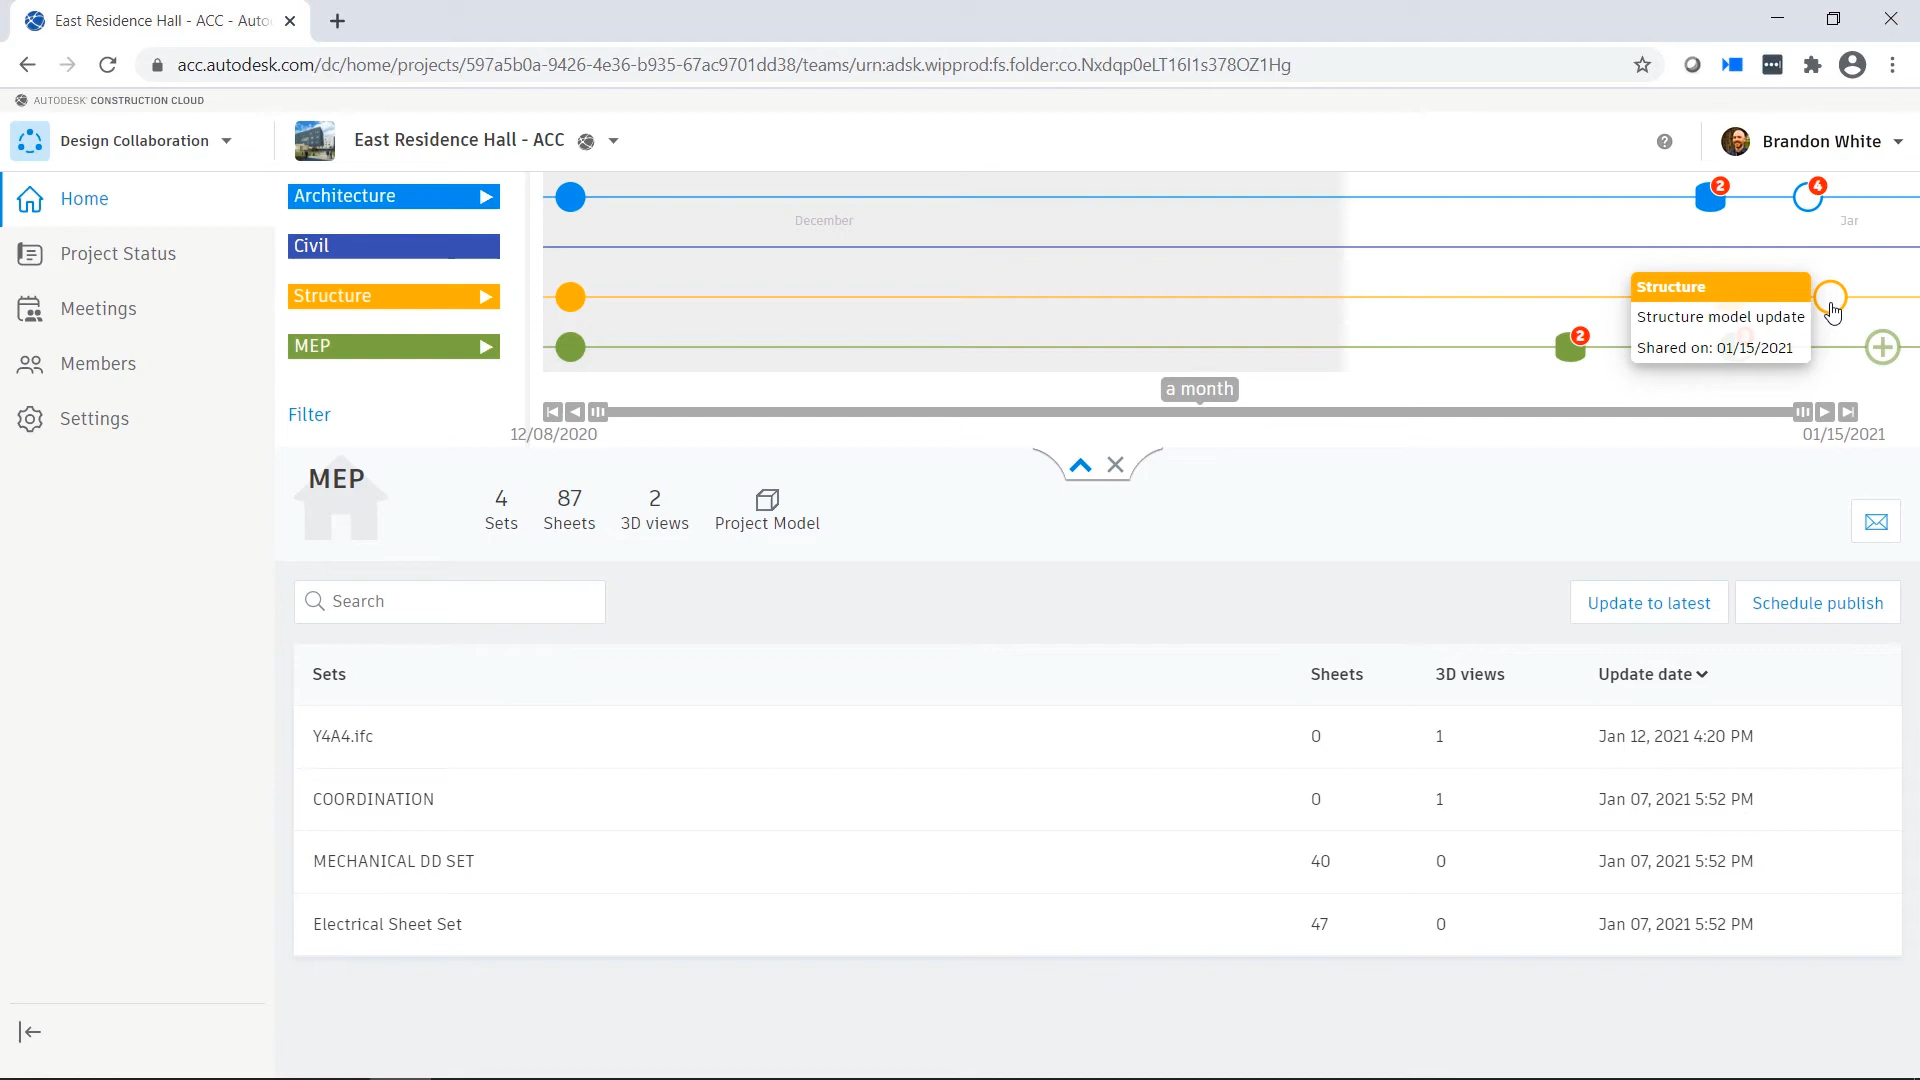 East Residence Hall - ACC - Auto
acc.autodesk.com/dc/home/projects/597a5b0a-9426-4e36-b935-67ac9701dd38/teams/urn:adsk.wipprod:fs.folder:co.Nxdqp0eLT16I1s378OZ1Hg
AUTODESK CONSTRUCTION CLOUD
Design Collaboration
East Residence Hall - ACC
Brandon White
Home
Project Status
Meetings
Members
Settings
Architecture
2
4
December
Jar
Civil
Structure
Structure
Structure model update
Shared on: 01/15/2021
MEP
2
a month
Filter
12/08/2020
01/15/2021
MEP
4 87 2
Sets Sheets 3D views Project Model
Search
Update to latest
Schedule publish
Sets Sheets 3D views Update date
Y4A4.ifc 0 1 Jan 12, 2021 4:20 PM
COORDINATION 0 1 Jan 07, 2021 5:52 PM
MECHANICAL DD SET 40 0 Jan 07, 2021 5:52 PM
Electrical Sheet Set 47 0 Jan 07, 2021 5:52 PM